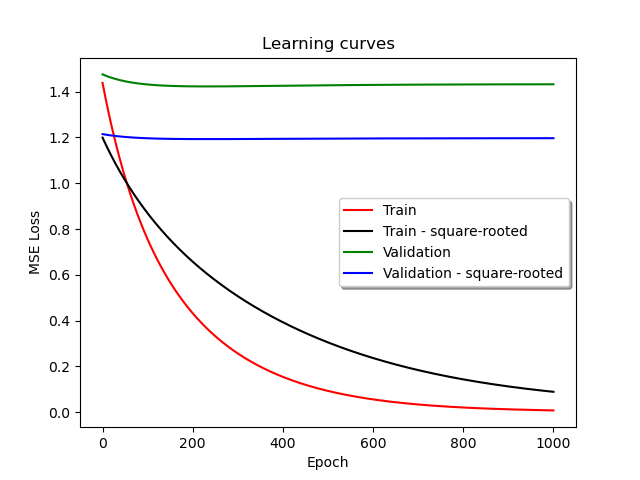 Learning curves
MSE Loss
1.4
1.2
1.0
0.8
0.6
0.4
0.2
0.0
Train
Train - square-rooted
Validation
Validation - square-rooted
0 200 400 600 800 1000
Epoch